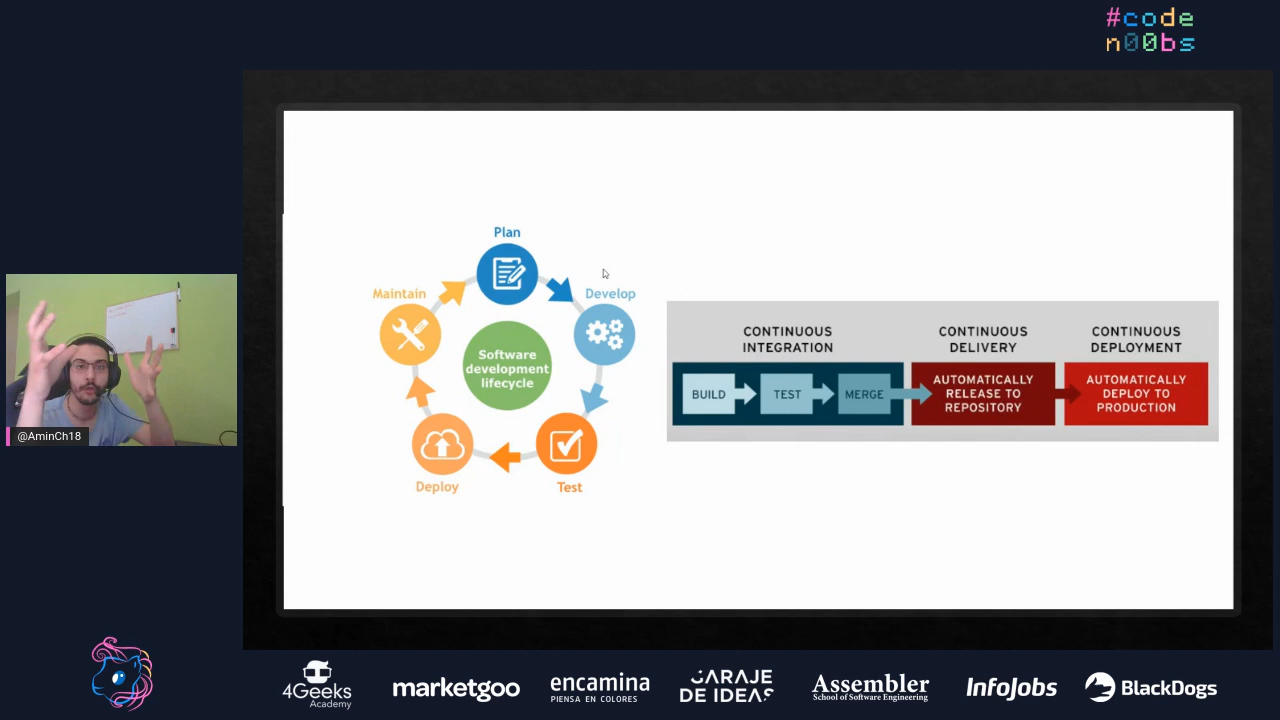 #code
n00bs
Plan
Maintain
Develop
Software
development
lifecycle
Deploy
Test
CONTINUOUS
INTEGRATION
CONTINUOUS
DELIVERY
CONTINUOUS
DEPLOYMENT
BUILD
TEST
MERGE
AUTOMATICALLY
RELEASE TO
REPOSITORY
AUTOMATICALLY
DEPLOY TO
PRODUCTION
@AminCh18
4Geeks
Academy
marketgoo
encamina
PIENSA EN COLORES
GARAJE
DE IDEAS
Assembler
School of Software Engineering
InfoJobs
BlackDogs